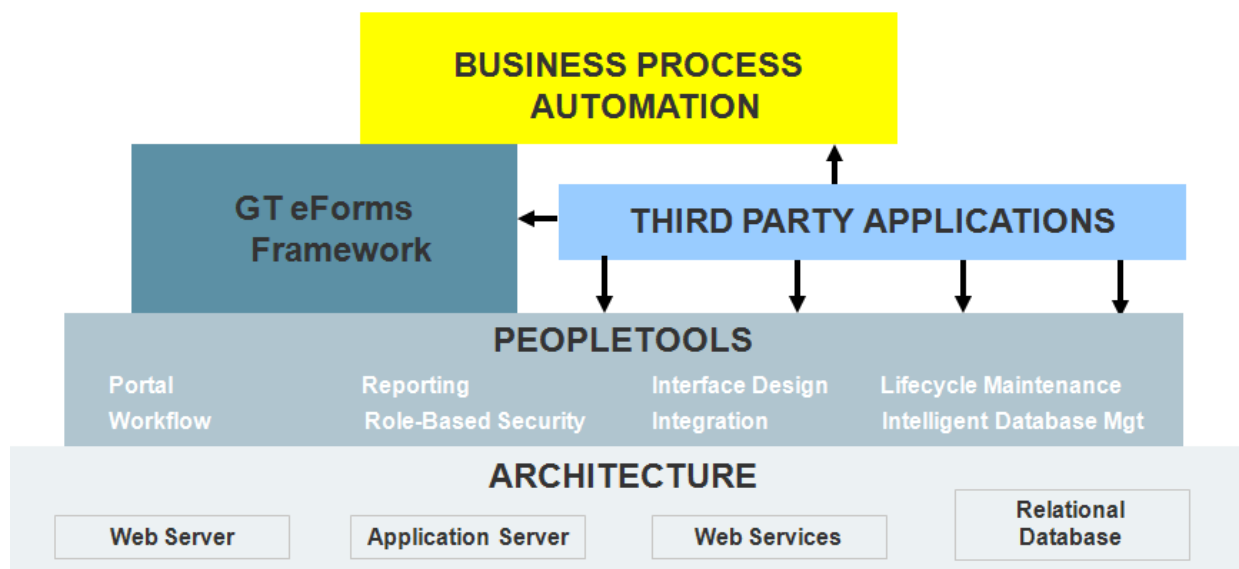 BUSINESS PROCESS
AUTOMATION
GT eForms
Framework
THIRD PARTY APPLICATIONS
PEOPLETOOLS
Portal Reporting Interface Design Lifecycle Maintenance
Workflow Role-Based Security Integration Intelligent Database Mgt
ARCHITECTURE
Web Server Application Server Web Services Relational
Database